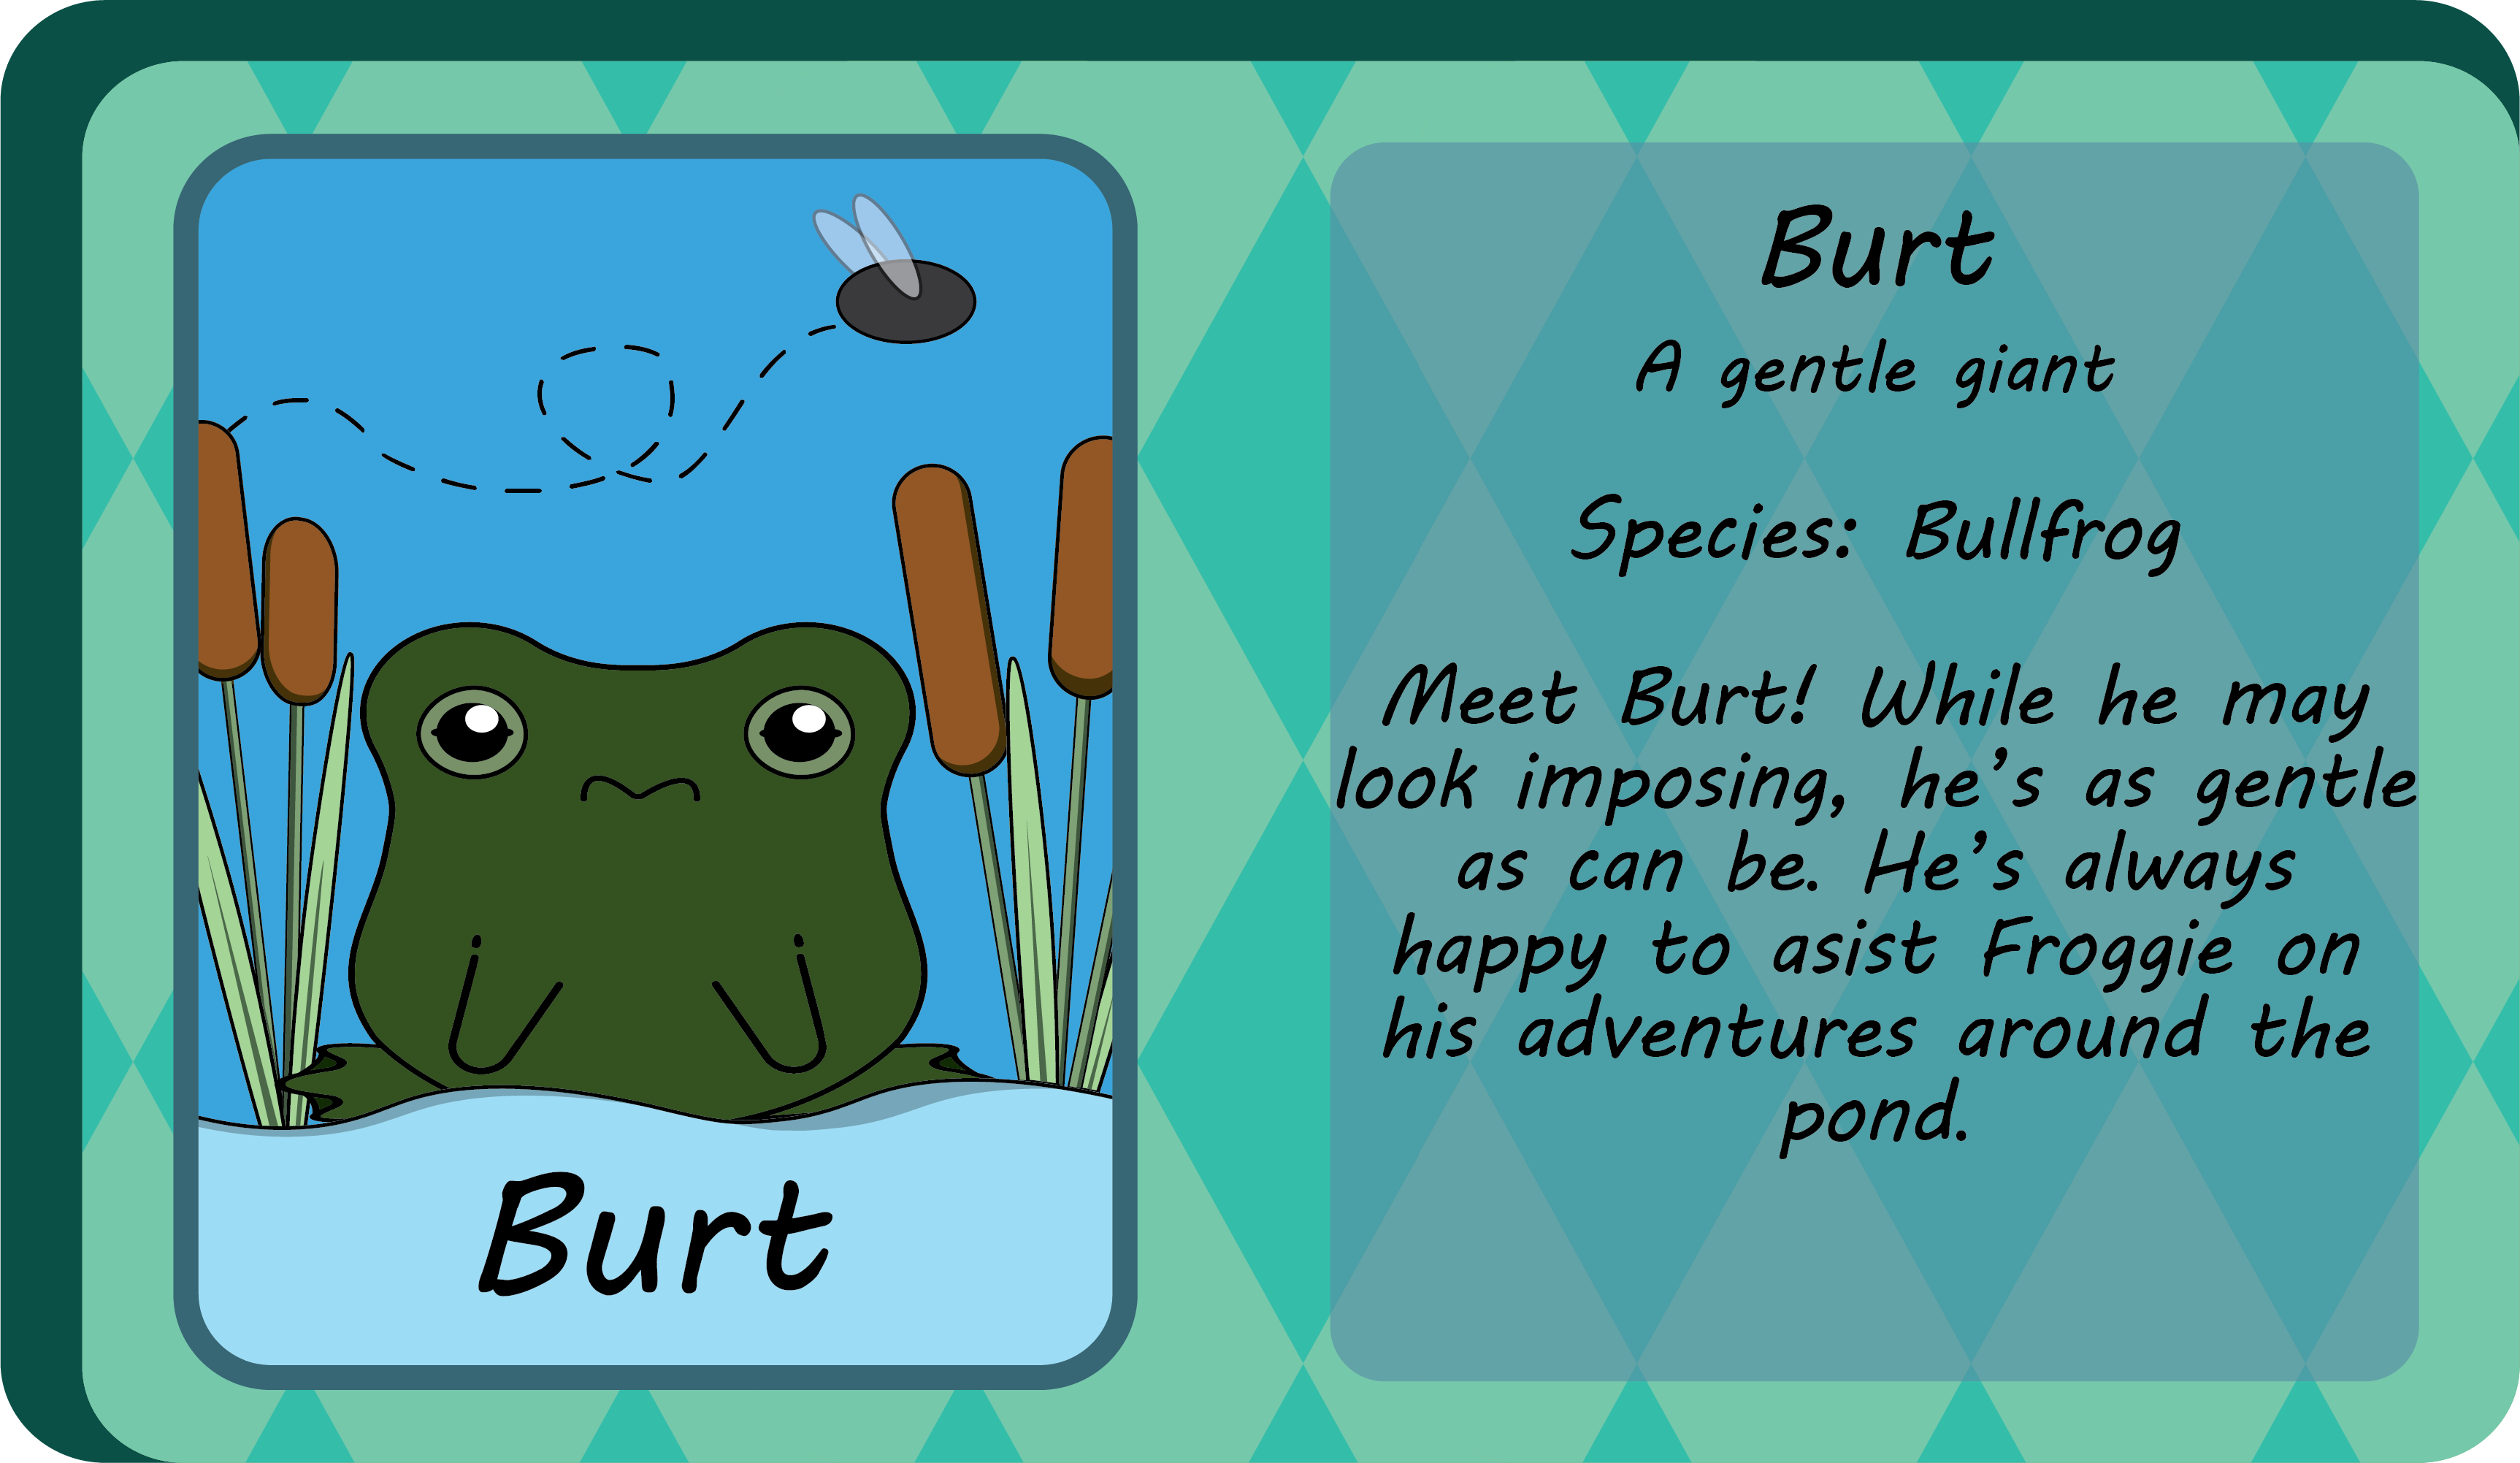 Burt
Burt
A gentle giant
Species: Bullfrog
Meet Burt! While he may
look imposing, he's as gentle
as can be. He's always
happy to asist Froggie on
his adventures around the
pond.